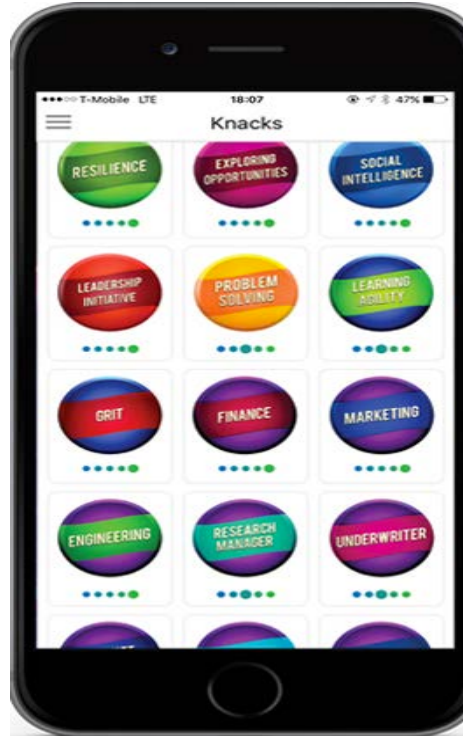 T-Mobile LTE 18:07 47%
Knacks
RESILIENCE
EXPLORING
OPPORTUNITIES
SOCIAL
INTELLIGENCE
LEADERSHIP
INITIATIVE
PROBLEM
SOLVING
LEARNING
AGILITY
GRIT
FINANCE
MARKETING
ENGINEERING
RESEARCH
MANAGER
UNDERWRITER